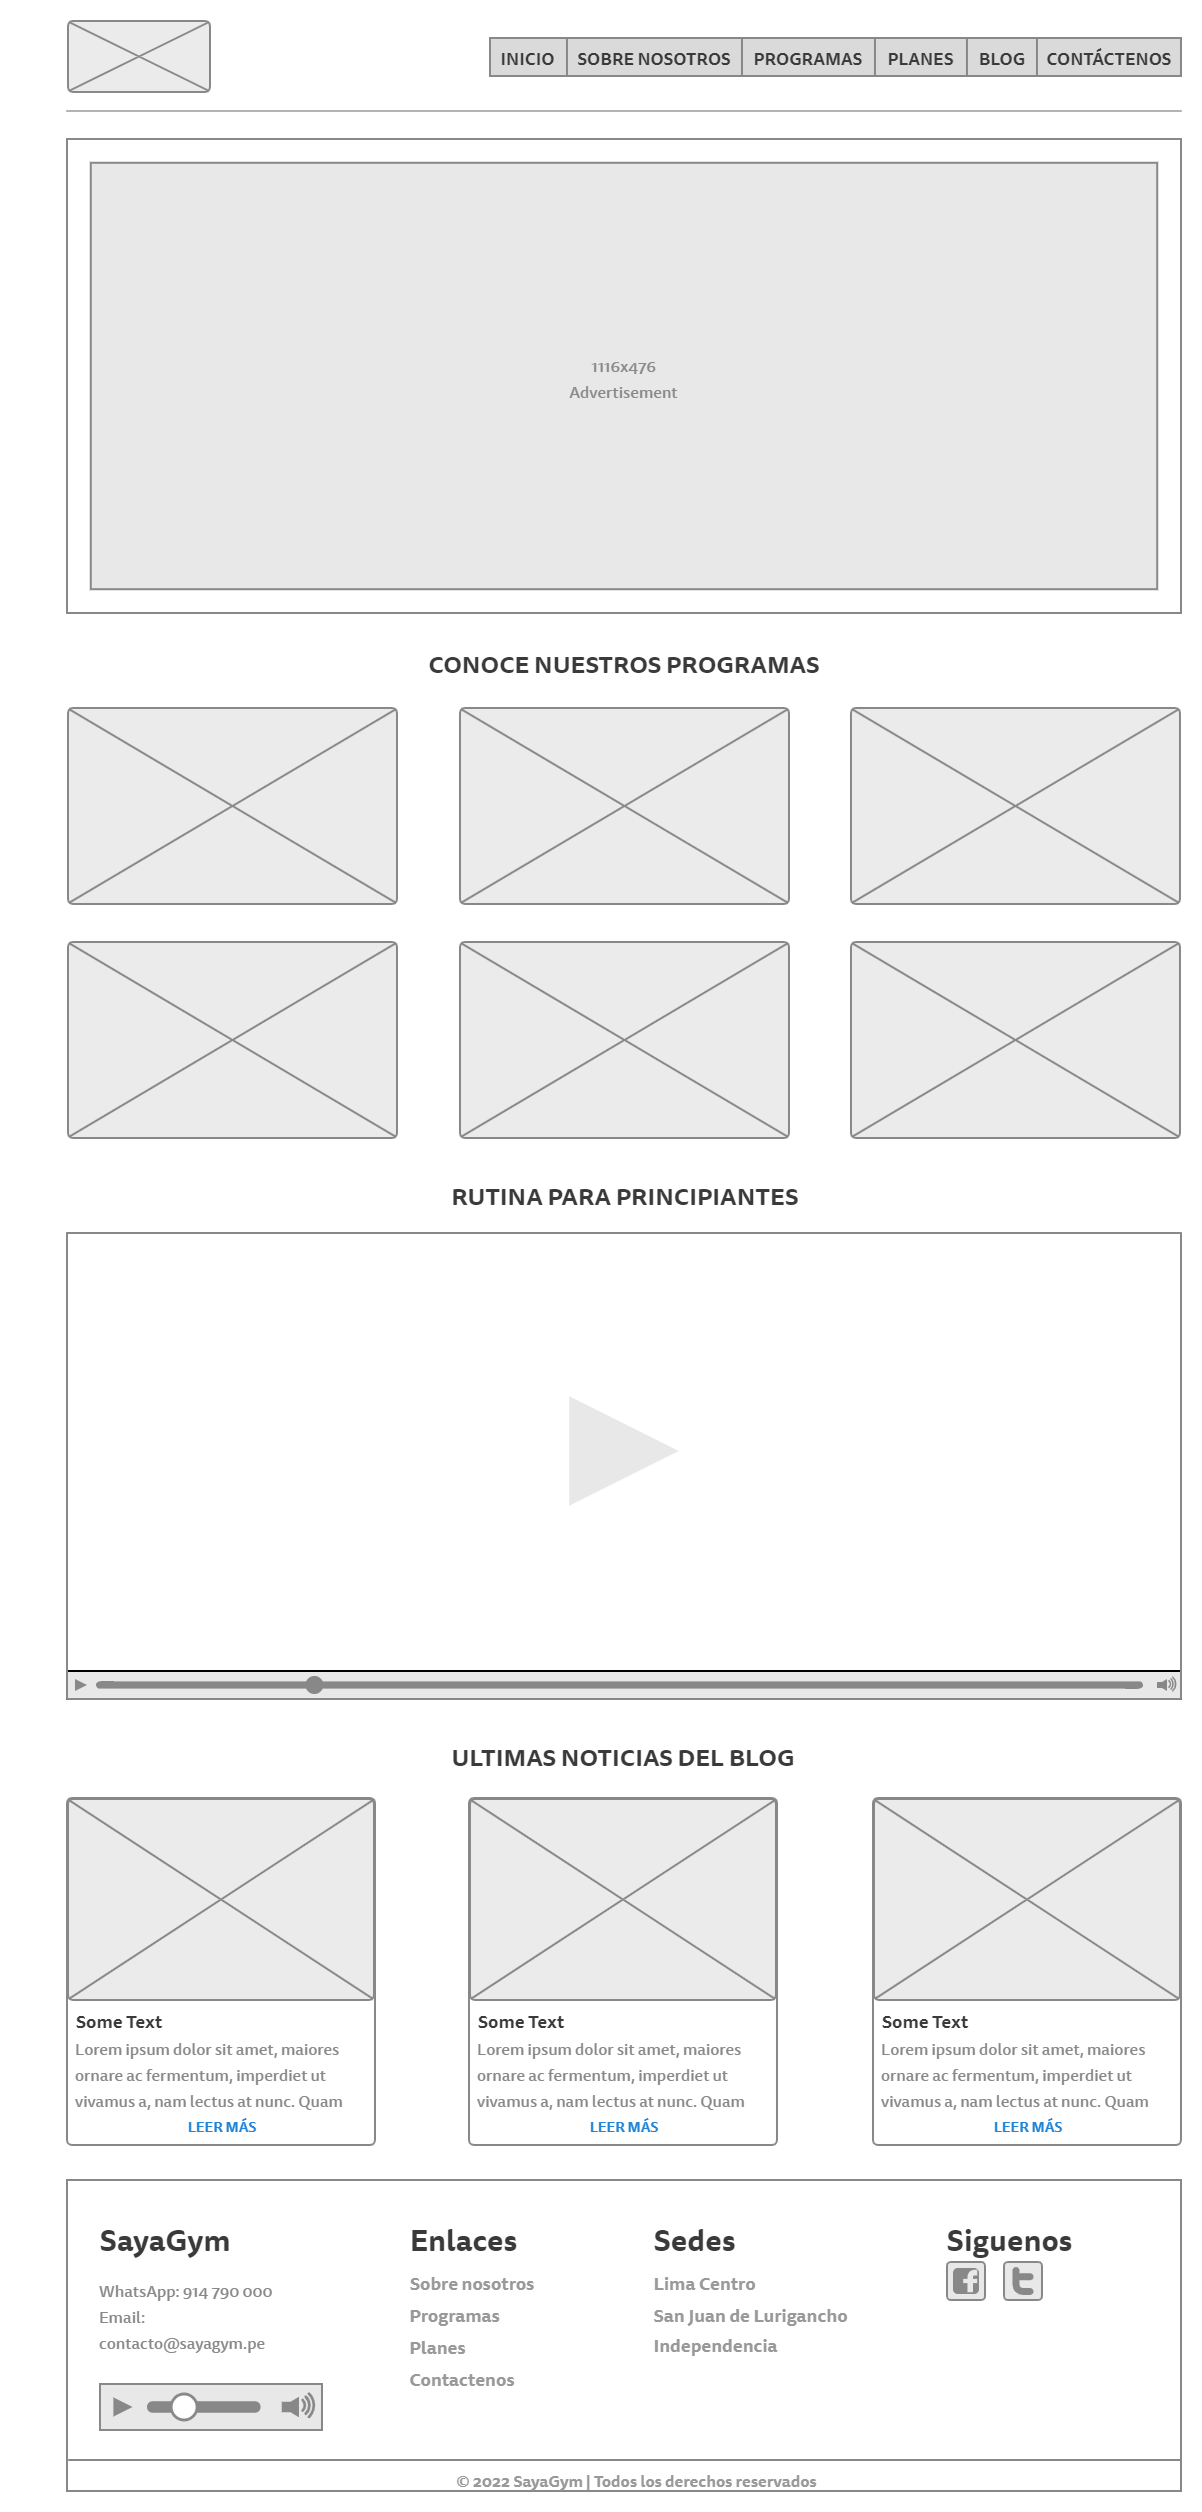 INICIO SOBRE NOSOTROS PROGRAMAS PLANES BLOG CONTÁCTENOS
1116x476
Advertisement
CONOCE NUESTROS PROGRAMAS
RUTINA PARA PRINCIPIANTES
ULTIMAS NOTICIAS DEL BLOG
Some Text
Lorem ipsum dolor sit amet, maiores
ornare ac fermentum, imperdiet ut
vivamus a, nam lectus at nunc. Quam
LEER MÁS
Some Text
Lorem ipsum dolor sit amet, maiores
ornare ac fermentum, imperdiet ut
vivamus a, nam lectus at nunc. Quam
LEER MÁS
Some Text
Lorem ipsum dolor sit amet, maiores
ornare ac fermentum, imperdiet ut
vivamus a, nam lectus at nunc. Quam
LEER MÁS
SayaGym
WhatsApp: 914 790 000
Email:
contacto@sayagym.pe
Enlaces
Sobre nosotros
Programas
Planes
Contactenos
Sedes
Lima Centro
San Juan de Lurigancho
Independencia
Siguenos
© 2022 SayaGym | Todos los derechos reservados